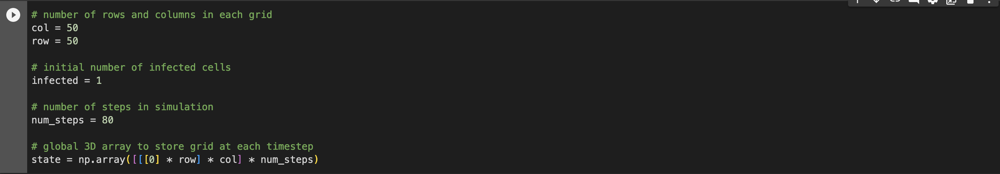 # number of rows and columns in each grid
col = 50
row = 50
# initial number of infected cells
infected = 1
# number of steps in simulation
num_steps = 80
# global 3D array to store grid at each timestep
state = np.array([[[0] * row] * col] * num_steps)